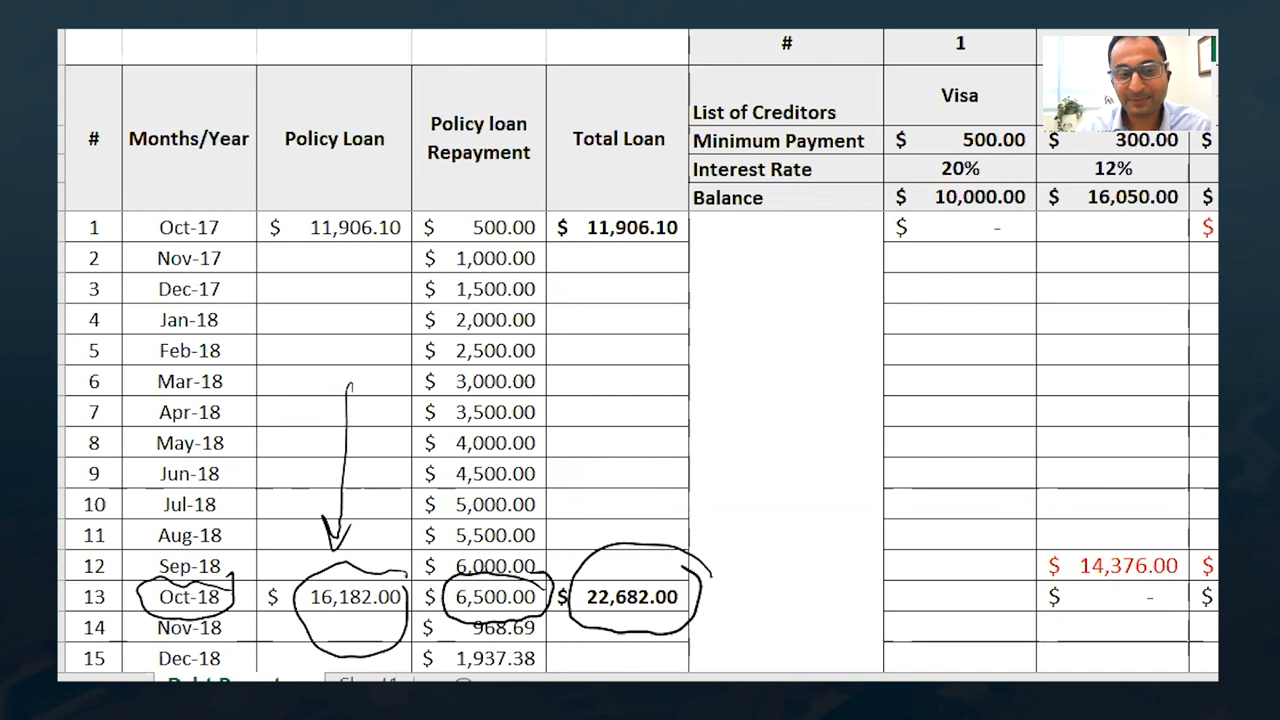 # 1
# Months/Year Policy Loan Policy loan Repayment Total Loan List of Creditors Visa
Minimum Payment $ 500.00 $ 300.00 $
Interest Rate 20% 12%
Balance $ 10,000.00 $ 16,050.00 $
1 Oct-17 $ 11,906.10 $ 500.00 $ 11,906.10 $ - $
2 Nov-17 $ 1,000.00
3 Dec-17 $ 1,500.00
4 Jan-18 $ 2,000.00
5 Feb-18 $ 2,500.00
6 Mar-18 $ 3,000.00
7 Apr-18 $ 3,500.00
8 May-18 $ 4,000.00
9 Jun-18 $ 4,500.00
10 Jul-18 $ 5,000.00
11 Aug-18 $ 5,500.00
12 Sep-18 $ 6,000.00 $ 14,376.00 $
13 Oct-18 $ 16,182.00 $ 6,500.00 $ 22,682.00 $ - $
14 Nov-18 $ 968.69
15 Dec-18 $ 1,937.38